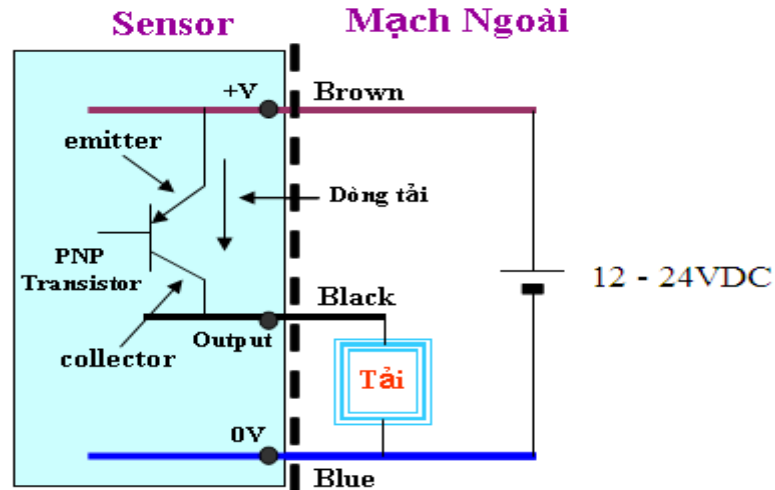 Sensor
Mạch Ngoài
+V
Brown
emitter
Dòng tải
PNP
Transistor
12 - 24VDC
Black
Output
collector
Tải
0V
Blue